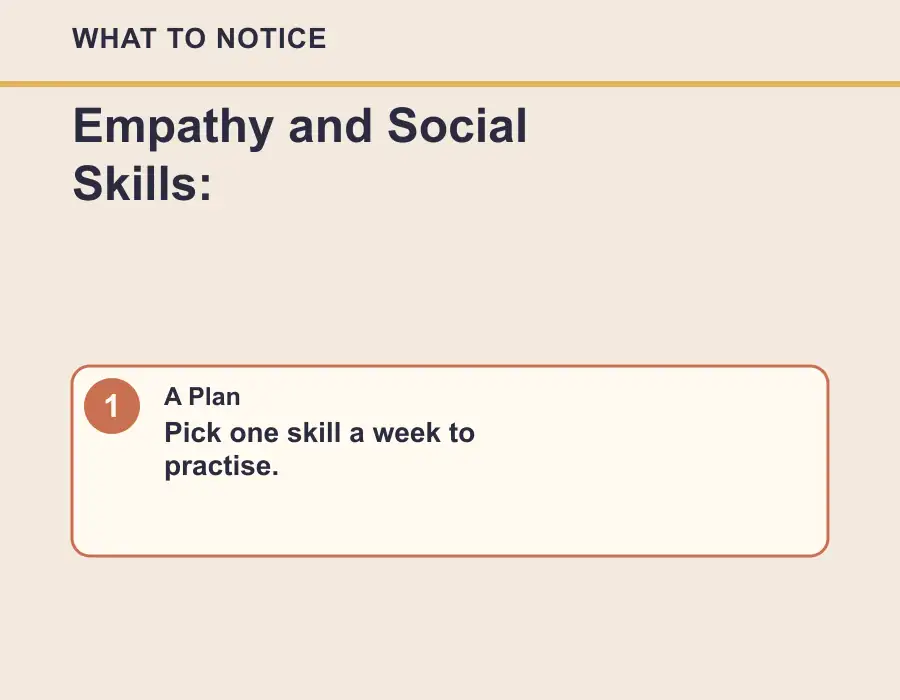 WHAT TO NOTICE
Empathy and Social
Skills:
1
A Plan
Pick one skill a week to
practise.